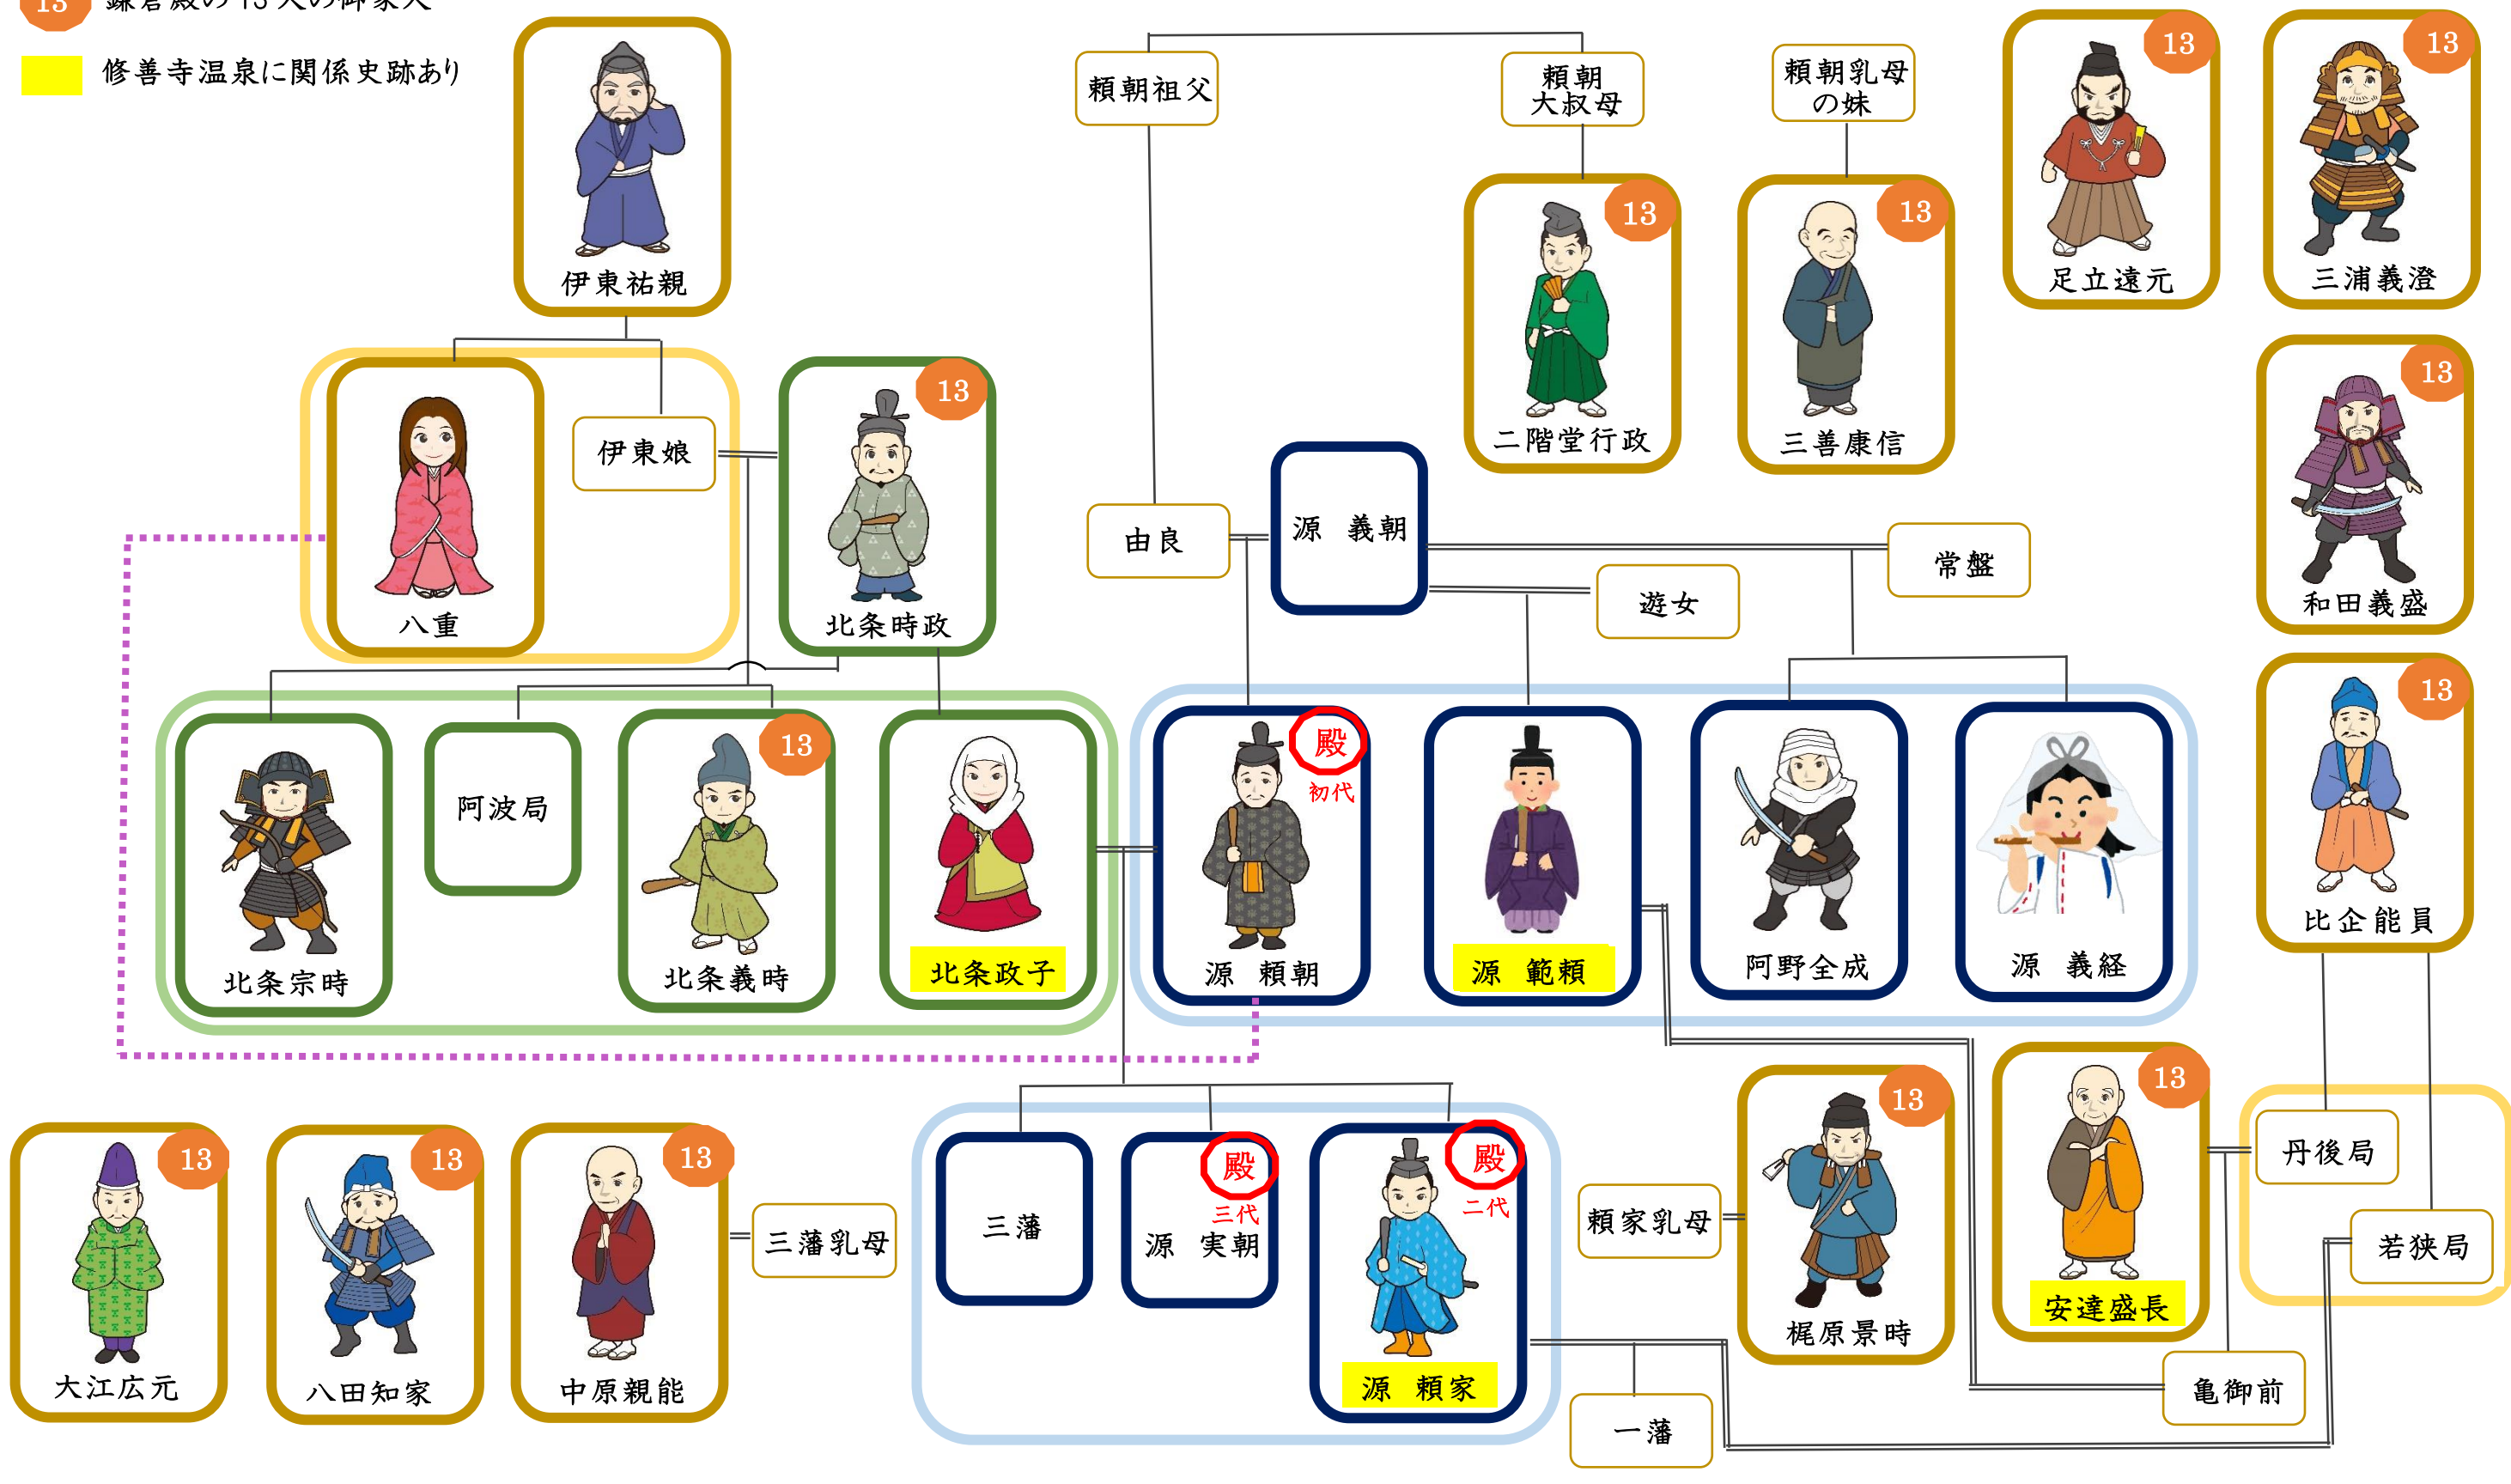 13 鎌倉殿の13人の御家人
修善寺温泉に関係史跡あり
伊東祐親
頼朝祖父
頼朝
大叔母
頼朝乳母
の妹
13
足立遠元
13
三浦義澄
13
二階堂行政
13
三善康信
八重
伊東娘
13
北条時政
由良
源 義朝
遊女
常盤
13
和田義盛
北条宗時
阿波局
13
北条義時
北条政子
殿
初代
源 頼朝
源 範頼
阿野全成
源 義経
13
比企能員
13
大江広元
13
八田知家
13
中原親能
三藩乳母
三藩
殿
三代
源 実朝
殿
二代
源 頼家
頼家乳母
13
梶原景時
13
安達盛長
丹後局
若狭局
亀御前
一藩